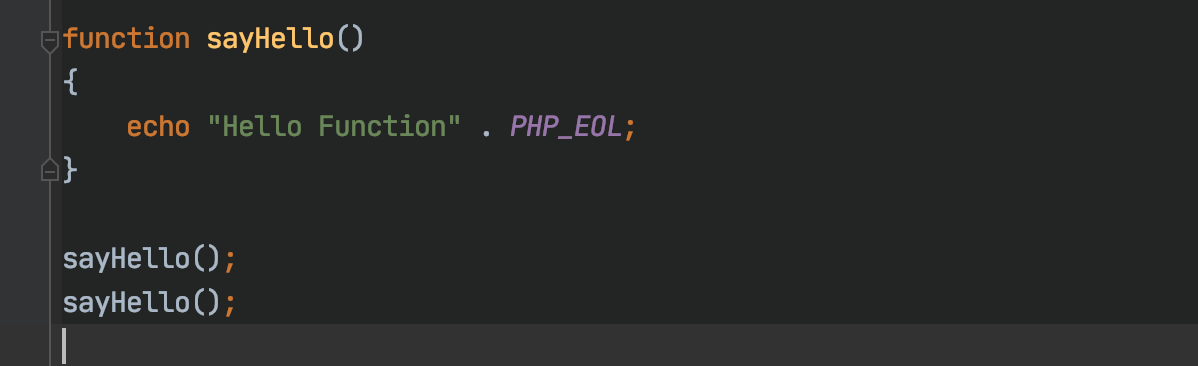 function sayHello()
{
    echo "Hello Function" . PHP_EOL;
}
sayHello();
sayHello();